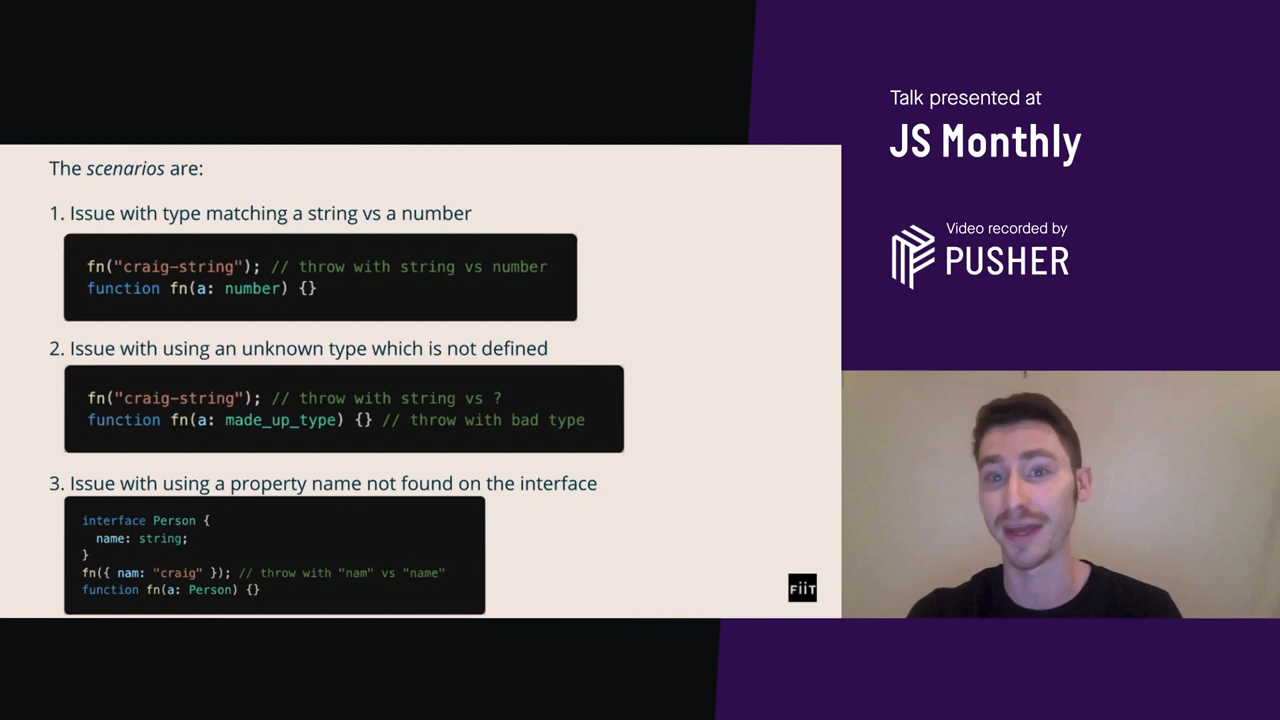 The scenarios are:
1. Issue with type matching a string vs a number
fn("craig-string"); // throw with string vs number
function fn(a: number) {}
2. Issue with using an unknown type which is not defined
fn("craig-string"); // throw with string vs ?
function fn(a: made_up_type) {} // throw with bad type
3. Issue with using a property name not found on the interface
interface Person {
  name: string;
}
fn({ nam: "craig" }); // throw with "nam" vs "name"
function fn(a: Person) {}
FiiT
Talk presented at
JS Monthly
Video recorded by
PUSHER